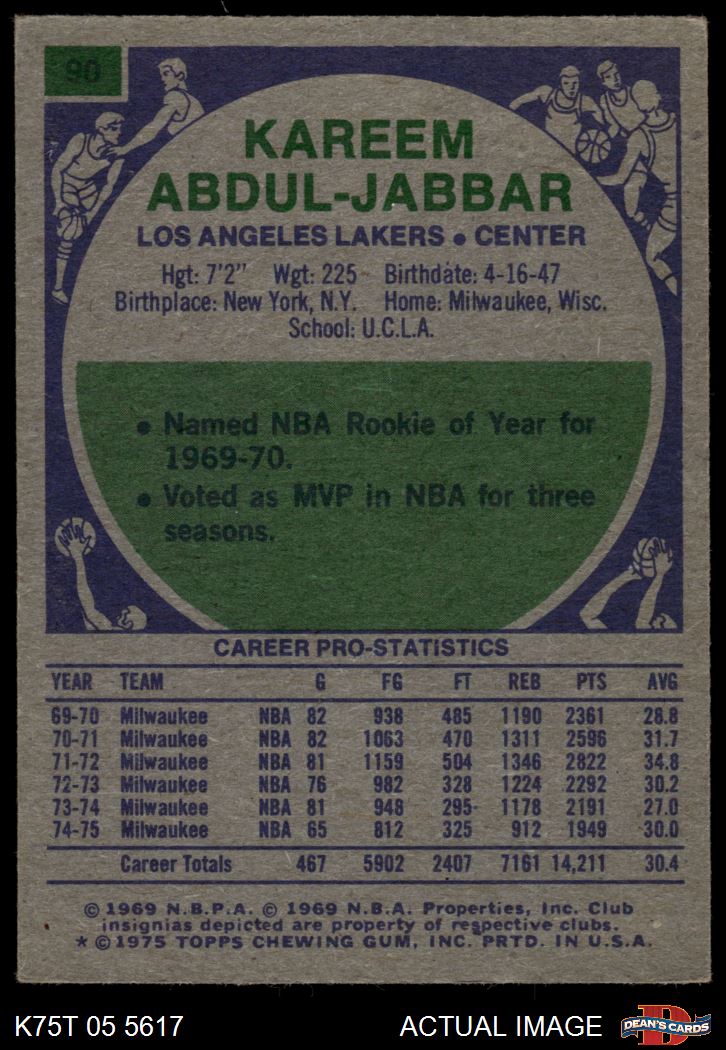 90
KAREEM
ABDUL-JABBAR
LOS ANGELES LAKERS • CENTER
Hgt: 7'2" Wgt: 225 Birthdate: 4-16-47
Birthplace: New York, N.Y. Home: Milwaukee, Wisc.
School: U.C.L.A.
• Named NBA Rookie of Year for
1969-70.
• Voted as MVP in NBA for three
seasons.
CAREER PRO-STATISTICS
YEAR TEAM G FG FT REB PTS AVG
69-70 Milwaukee NBA 82 938 485 1190 2361 28.8
70-71 Milwaukee NBA 82 1063 470 1311 2596 31.7
71-72 Milwaukee NBA 81 1159 504 1346 2822 34.8
72-73 Milwaukee NBA 76 982 328 1224 2292 30.2
73-74 Milwaukee NBA 81 948 295 1178 2191 27.0
74-75 Milwaukee NBA 65 812 325 912 1949 30.0
Career Totals 467 5902 2407 7161 14,211 30.4
© 1969 N.B.P.A. © 1969 N.B.A. Properties, Inc. Club
insignias depicted are property of respective clubs.
* © 1975 TOPPS CHEWING GUM, INC. PRTD. IN U.S.A.
K75T 05 5617 ACTUAL IMAGE
D
DEAN'S CARDS